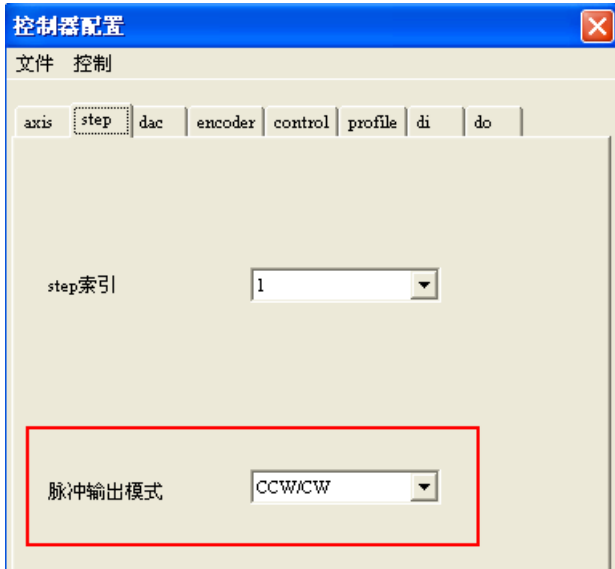 控制器配置
文件 控制
axis step dac encoder control profile di do
step索引 1
脉冲输出模式 CCW/CW